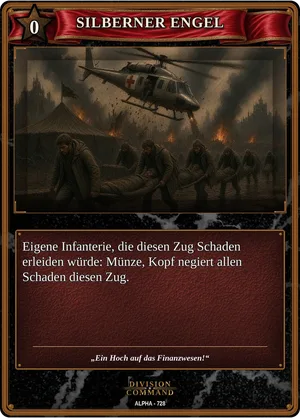 0
SILBERNER ENGEL
Eigene Infanterie, die diesen Zug Schaden
erleiden würde: Münze, Kopf negiert allen
Schaden diesen Zug.
„Ein Hoch auf das Finanzwesen!“
DIVISION
COMMAND
ALPHA - 728